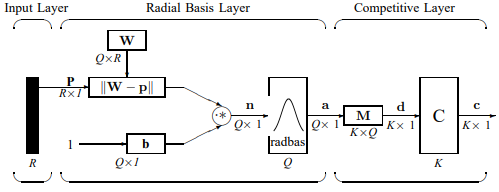 Input Layer Radial Basis Layer Competitive Layer
W
Q×R
p
R×1
‖W − p‖
n
a
M
d
C
c
·*
Q× 1
Q× 1
K×Q
K× 1
K× 1
radbas
1
b
R
Q×1
Q
K